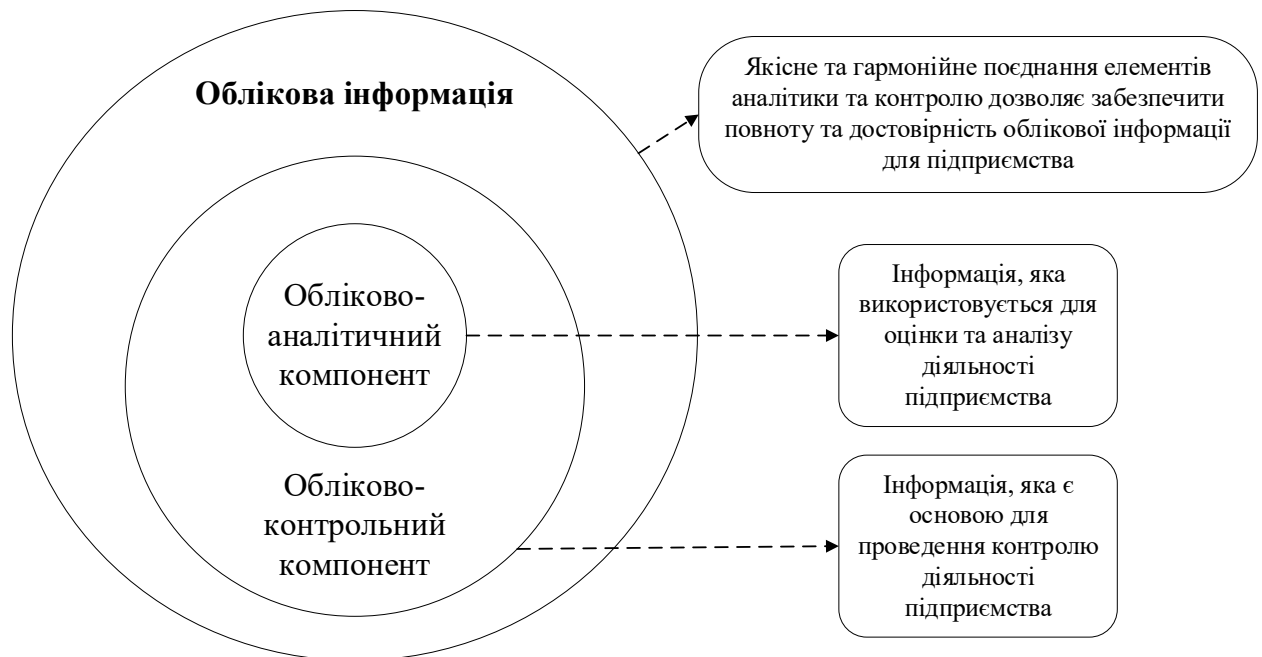 Облікова інформація
Якісне та гармонійне поєднання елементів
аналітики та контролю дозволяє забезпечити
повноту та достовірність облікової інформації
для підприємства
Обліково-
аналітичний
компонент
Інформація, яка
використовується для
оцінки та аналізу
діяльності
підприємства
Обліково-
контрольний
компонент
Інформація, яка є
основою для
проведення контролю
діяльності
підприємства